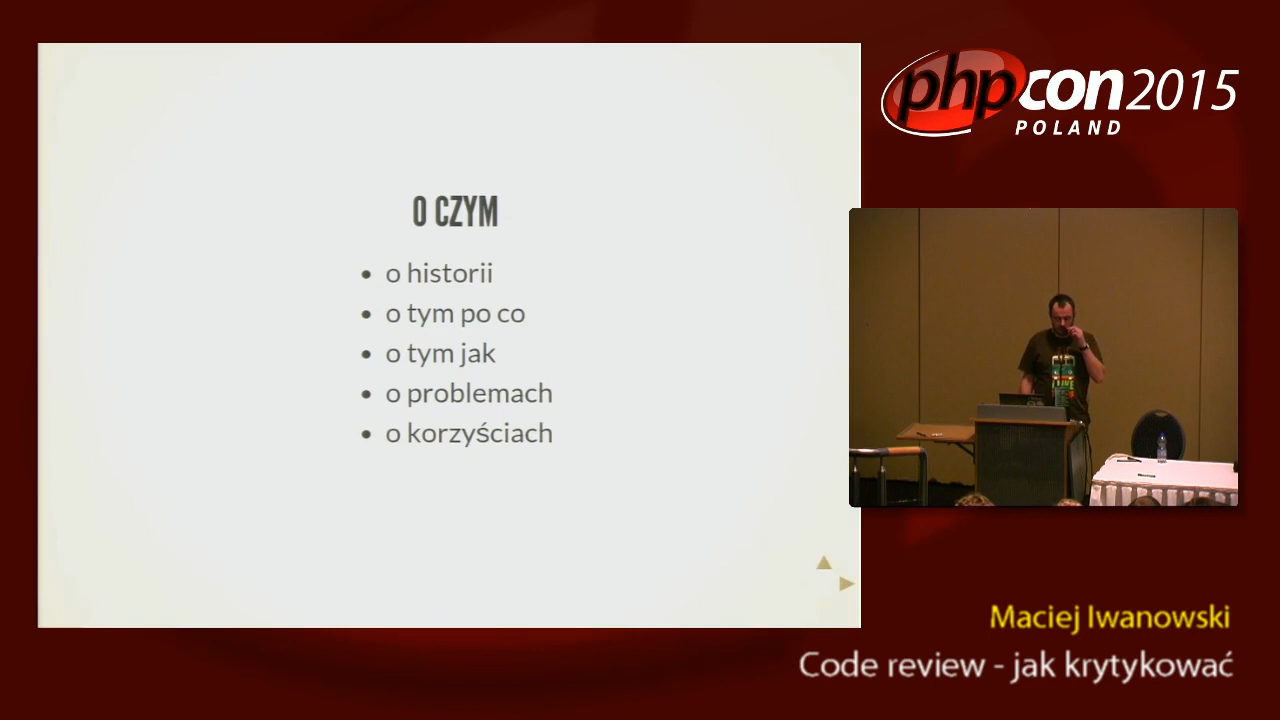 O CZYM
o historii
o tym po co
o tym jak
o problemach
o korzyściach
phpcon2015
POLAND
Maciej Iwanowski
Code review - jak krytykować